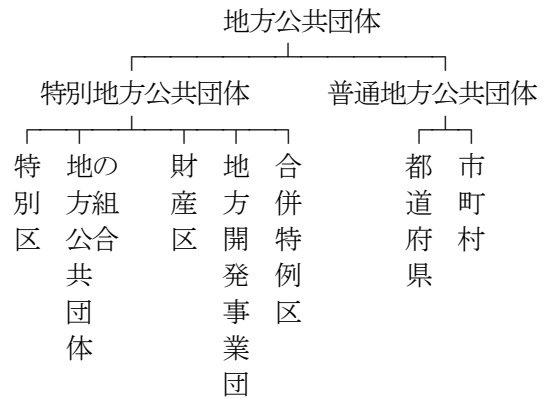 地方公共団体
特別地方公共団体
普通地方公共団体
特別区
地方公共団体
の組合
財産区
地方開発事業団
合併特例区
都道府県
市町村